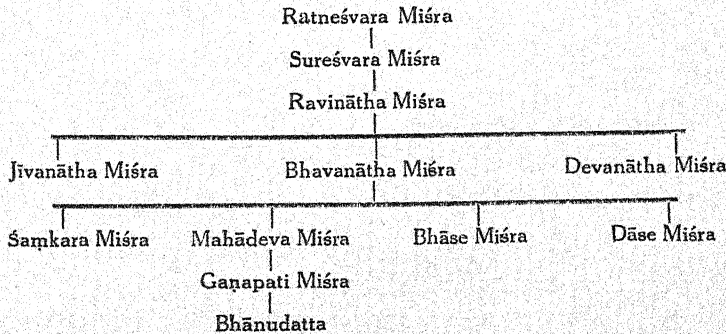 Ratneśvara Miśra
Sureśvara Miśra
Ravinātha Miśra
Jīvanātha Miśra Bhavanātha Miśra Devanātha Miśra
Śaṃkara Miśra Mahādeva Miśra Bhāse Miśra Dāse Miśra
Gaṇapati Miśra
Bhānudatta